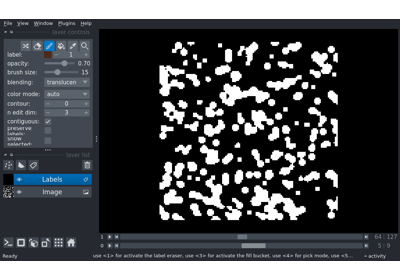 File View Window Plugins Help
layer controls
label: 1
opacity: 0.70
brush size: 15
blending: translucen
color mode: auto
contour: 0
n edit dim: 3
contiguous:
preserve
labels:
show
selected:
layer list
Labels
Image
1 64 127
0 5 9
Ready use <1> for activate the label eraser, use <3> for activate the fill bucket, use <4> for pick mode, use <5... activity